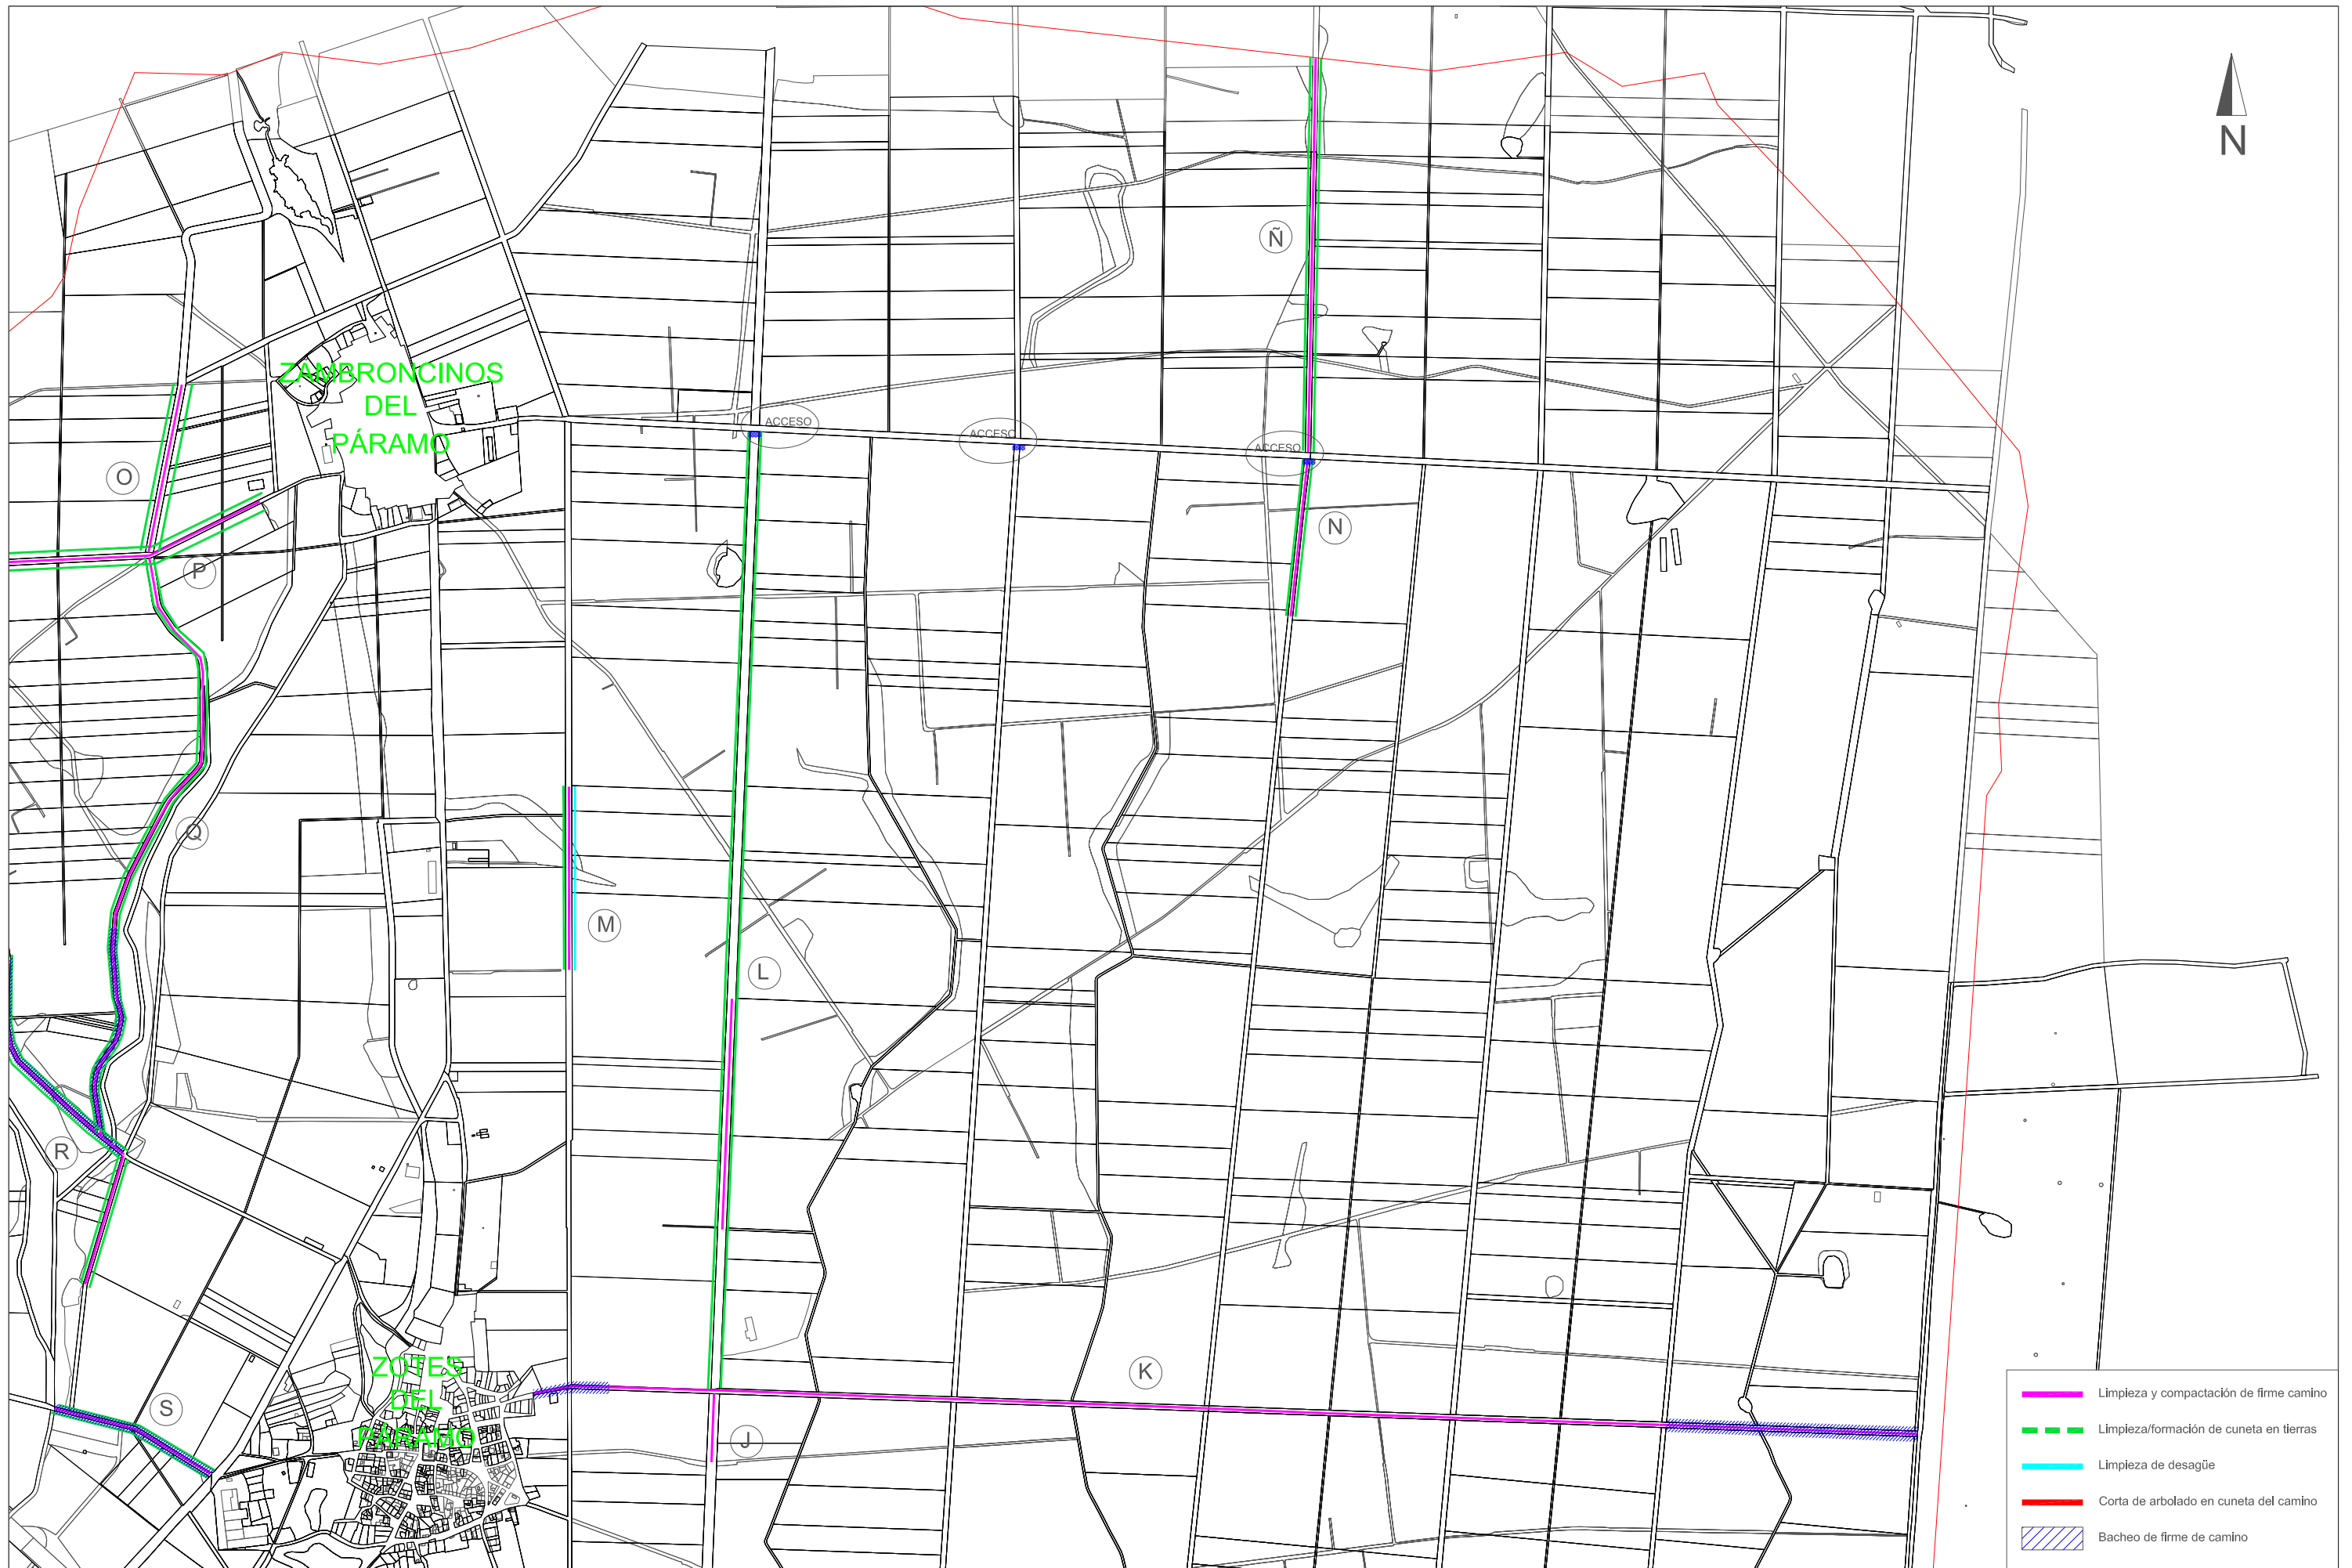 N
Ñ
ZAMBRONCINOS
DEL
PÁRAMO
ACCESO
ACCESO
ACCESO
O
N
P
Q
M
L
R
K
ZOTES
DEL
PÁRAMO
S
J
Limpieza y compactación de firme camino
Limpieza/formación de cuneta en tierras
Limpieza de desagüe
Corta de arbolado en cuneta del camino
Bacheo de firme de camino